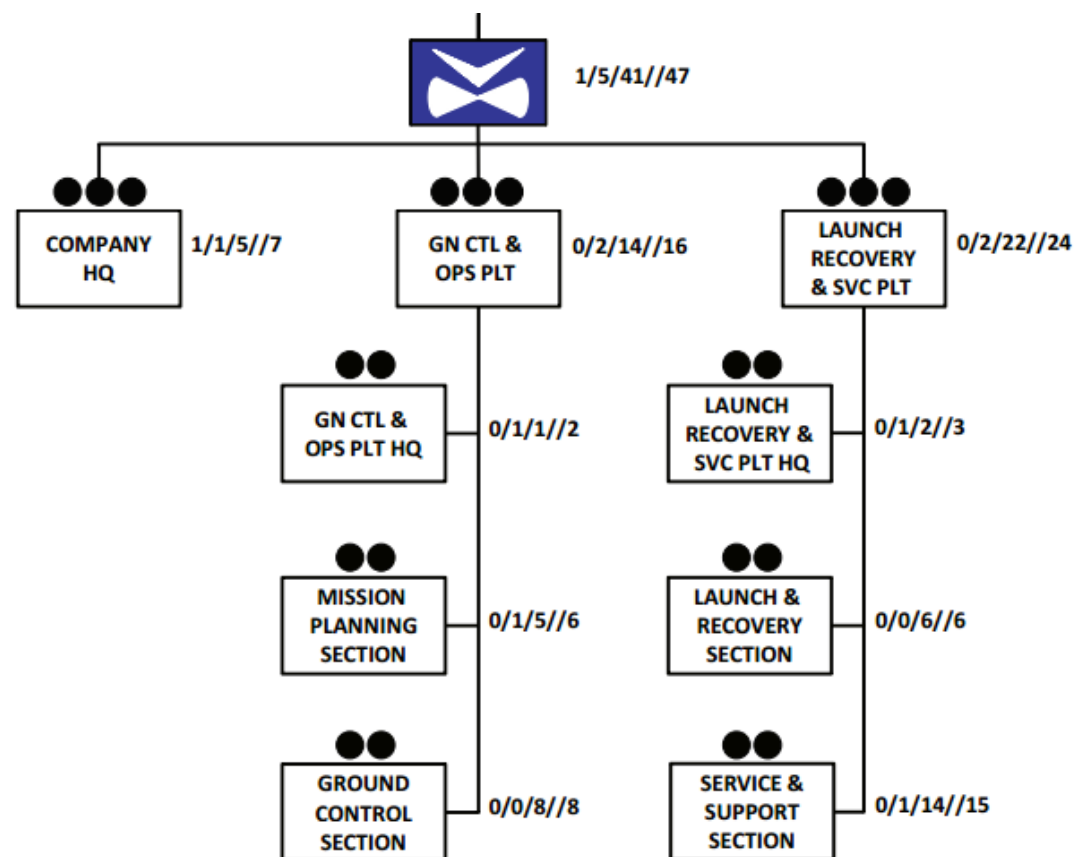 1/5/41//47
COMPANY
HQ
1/1/5//7
GN CTL &
OPS PLT
0/2/14//16
LAUNCH
RECOVERY
& SVC PLT
0/2/22//24
GN CTL &
OPS PLT HQ
0/1/1//2
LAUNCH
RECOVERY &
SVC PLT HQ
0/1/2//3
MISSION
PLANNING
SECTION
0/1/5//6
LAUNCH &
RECOVERY
SECTION
0/0/6//6
GROUND
CONTROL
SECTION
0/0/8//8
SERVICE &
SUPPORT
SECTION
0/1/14//15